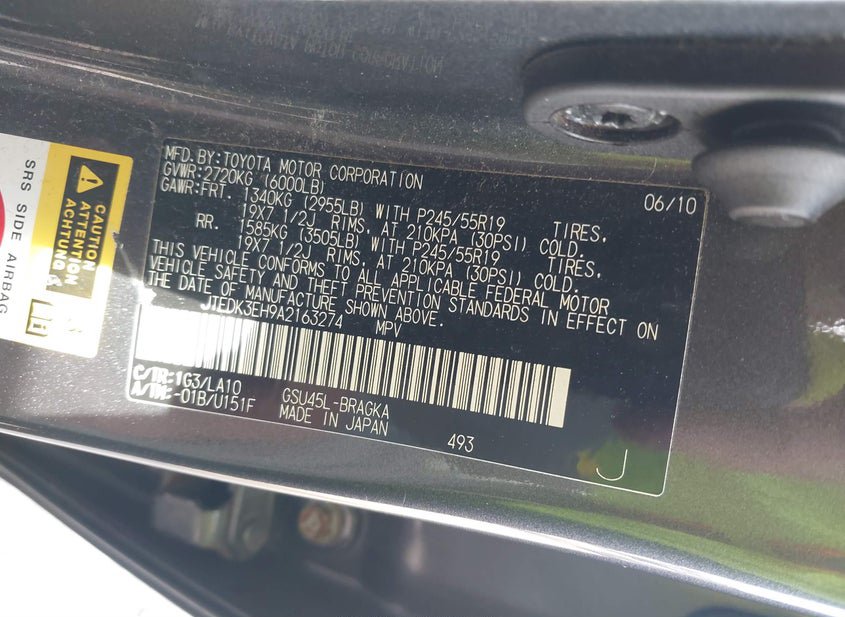 SRS SIDE AIRBAG
CAUTION
ATTENTION
ACHTUNG
MFD. BY: TOYOTA MOTOR CORPORATION 06/10
GVWR: 2720KG (6000LB)
GAWR: FRT. 1340KG (2955LB) WITH P245/55R19 TIRES,
19X7 1/2J RIMS, AT 210KPA (30PSI) COLD.
RR. 1585KG (3505LB) WITH P245/55R19 TIRES,
19X7 1/2J RIMS, AT 210KPA (30PSI) COLD.
THIS VEHICLE CONFORMS TO ALL APPLICABLE FEDERAL MOTOR
VEHICLE SAFETY AND THEFT PREVENTION STANDARDS IN EFFECT ON
THE DATE OF MANUFACTURE SHOWN ABOVE.
JTEDK3EH9A2163274 MPV
C/TR: 1G3/LA10 GSU45L-BRAGKA
A/TM: -01B/U151F MADE IN JAPAN
493
J